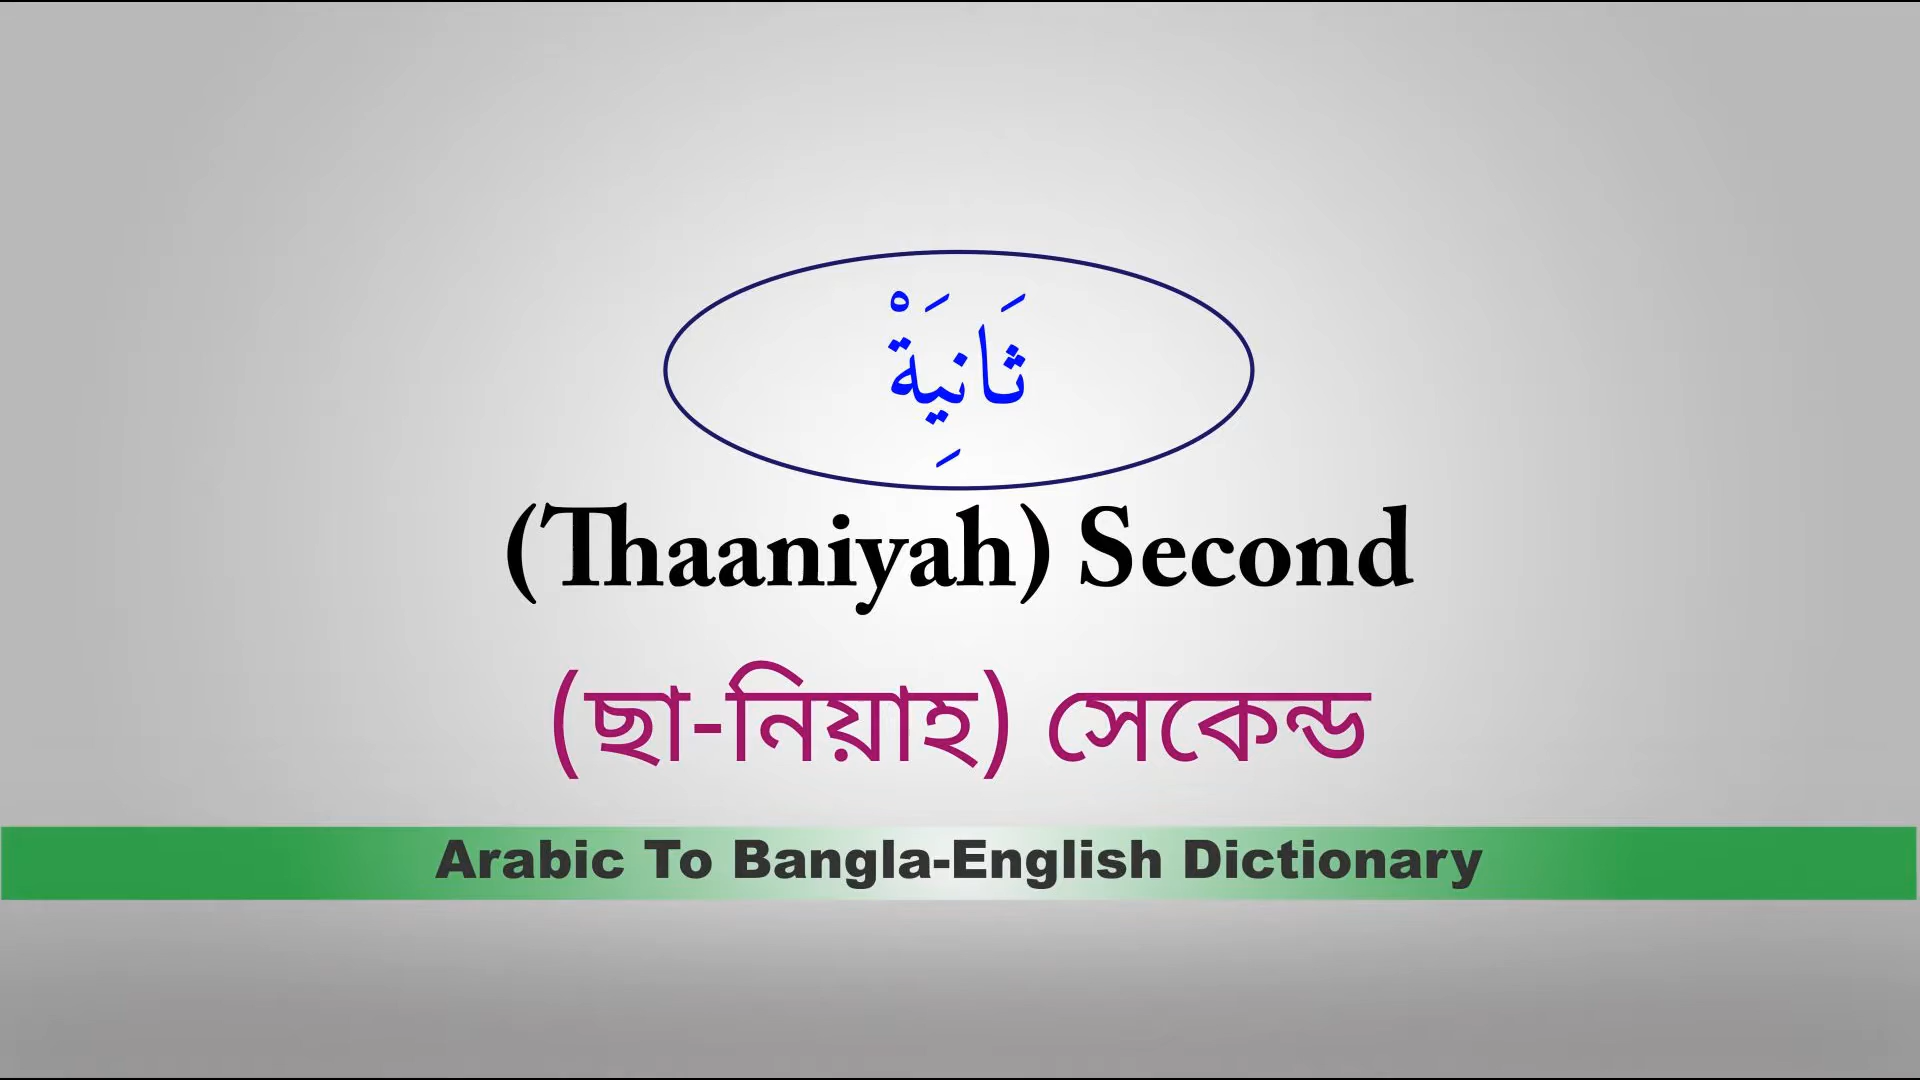 ثَانِيَةْ
(Thaaniyah) Second
(ছা-নিয়াহ) সেকেন্ড
Arabic To Bangla-English Dictionary